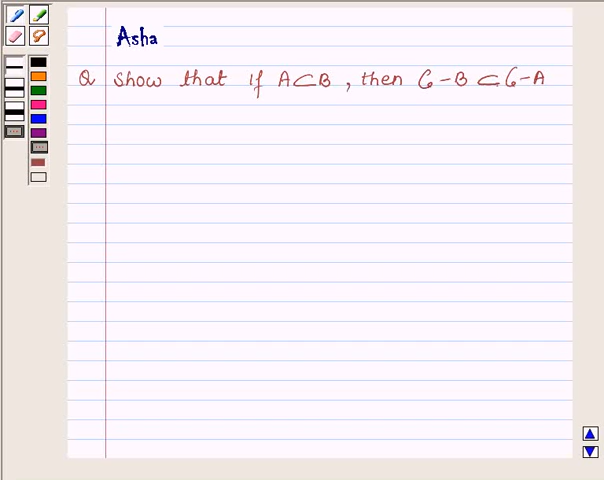 Asha
Q Show that if A⊂B, then C-B ⊂ C-A